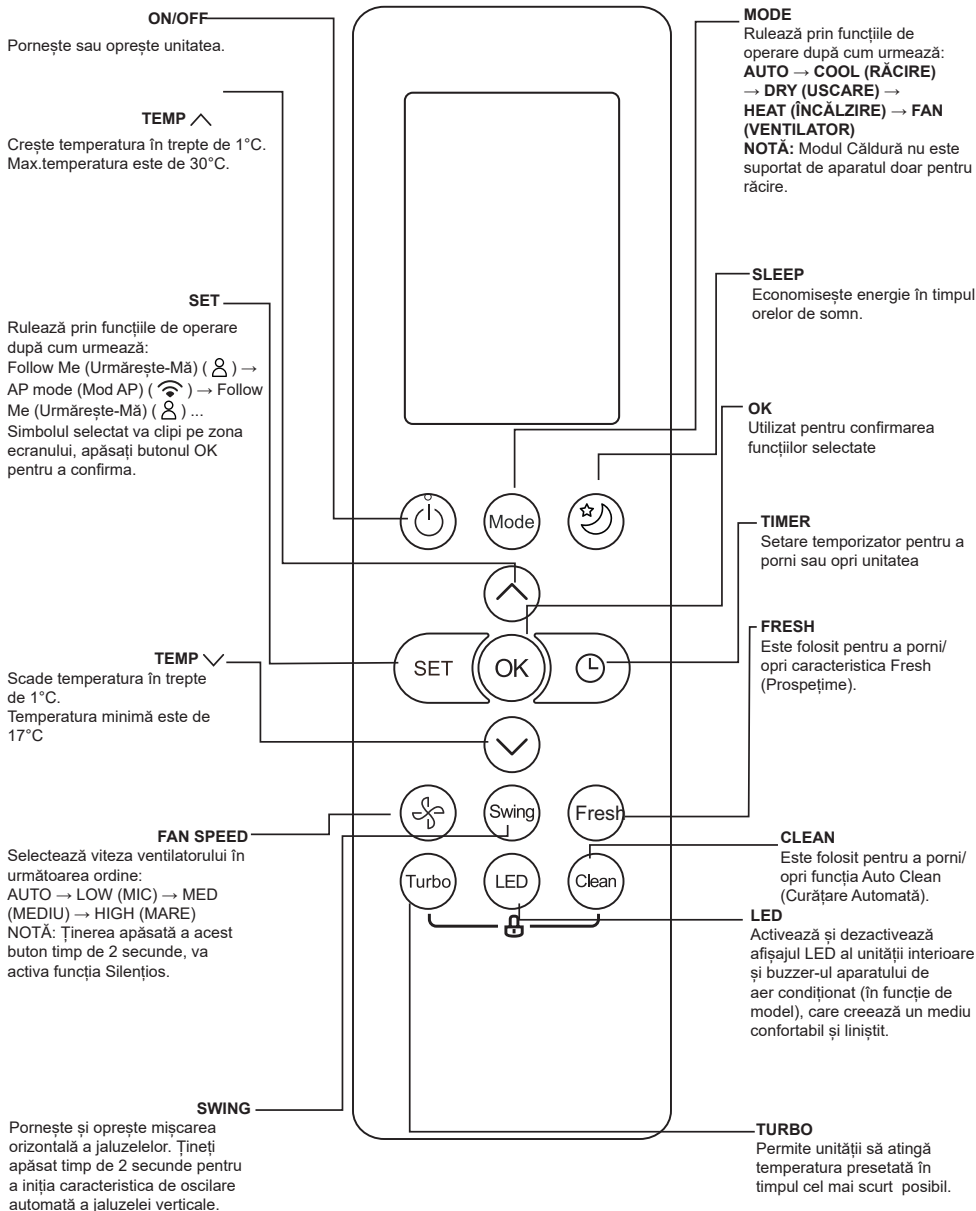 ON/OFF
Pornește sau oprește unitatea.
TEMP
Crește temperatura în trepte de 1°C.
Max.temperatura este de 30°C.
SET
Rulează prin funcțiile de operare
după cum urmează:
Follow Me (Urmărește-Mă) ( ) →
AP mode (Mod AP) ( ) → Follow
Me (Urmărește-Mă) ( ) ...
Simbolul selectat va clipi pe zona
ecranului, apăsați butonul OK
pentru a confirma.
TEMP
Scade temperatura în trepte
de 1°C.
Temperatura minimă este de
17°C
FAN SPEED
Selectează viteza ventilatorului în
următoarea ordine:
AUTO → LOW (MIC) → MED
(MEDIU) → HIGH (MARE)
NOTĂ: Ținerea apăsată a acest
buton timp de 2 secunde, va
activa funcția Silențios.
SWING
Pornește și oprește mișcarea
orizontală a jaluzelelor. Țineți
apăsat timp de 2 secunde pentru
a iniția caracteristica de oscilare
automată a jaluzelei verticale.
Mode
SET
OK
Swing
Fresh
Turbo
LED
Clean
MODE
Rulează prin funcțiile de
operare după cum urmează:
AUTO → COOL (RĂCIRE)
→ DRY (USCARE) →
HEAT (ÎNCĂLZIRE) → FAN
(VENTILATOR)
NOTĂ: Modul Căldură nu este
suportat de aparatul doar pentru
răcire.
SLEEP
Economisește energie în timpul
orelor de somn.
OK
Utilizat pentru confirmarea
funcțiilor selectate
TIMER
Setare temporizator pentru a
porni sau opri unitatea
FRESH
Este folosit pentru a porni/
opri caracteristica Fresh
(Prospețime).
CLEAN
Este folosit pentru a porni/
opri funcția Auto Clean
(Curățare Automată).
LED
Activează și dezactivează
afișajul LED al unității interioare
și buzzer-ul aparatului de
aer condiționat (în funcție de
model), care creează un mediu
confortabil și liniștit.
TURBO
Permite unității să atingă
temperatura presetată în
timpul cel mai scurt posibil.